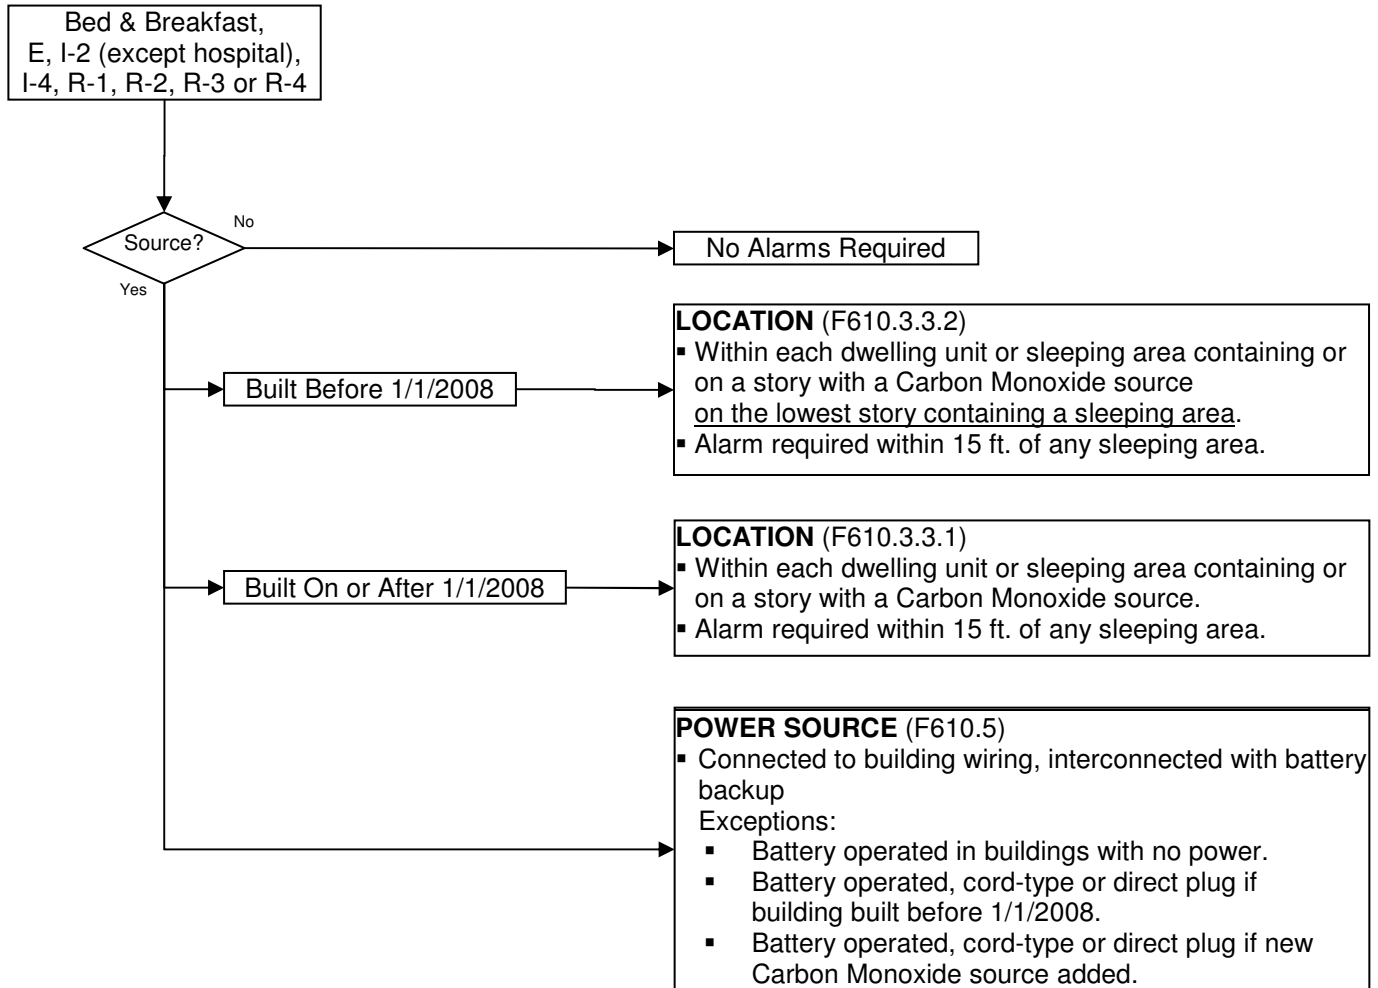 Bed & Breakfast,
E, I-2 (except hospital),
I-4, R-1, R-2, R-3 or R-4
Source?
No
Yes
No Alarms Required
Built Before 1/1/2008
LOCATION (F610.3.3.2)
▪ Within each dwelling unit or sleeping area containing or
on a story with a Carbon Monoxide source
on the lowest story containing a sleeping area.
▪ Alarm required within 15 ft. of any sleeping area.
Built On or After 1/1/2008
LOCATION (F610.3.3.1)
▪ Within each dwelling unit or sleeping area containing or
on a story with a Carbon Monoxide source.
▪ Alarm required within 15 ft. of any sleeping area.
POWER SOURCE (F610.5)
▪ Connected to building wiring, interconnected with battery
backup
Exceptions:
▪ Battery operated in buildings with no power.
▪ Battery operated, cord-type or direct plug if
building built before 1/1/2008.
▪ Battery operated, cord-type or direct plug if new
Carbon Monoxide source added.